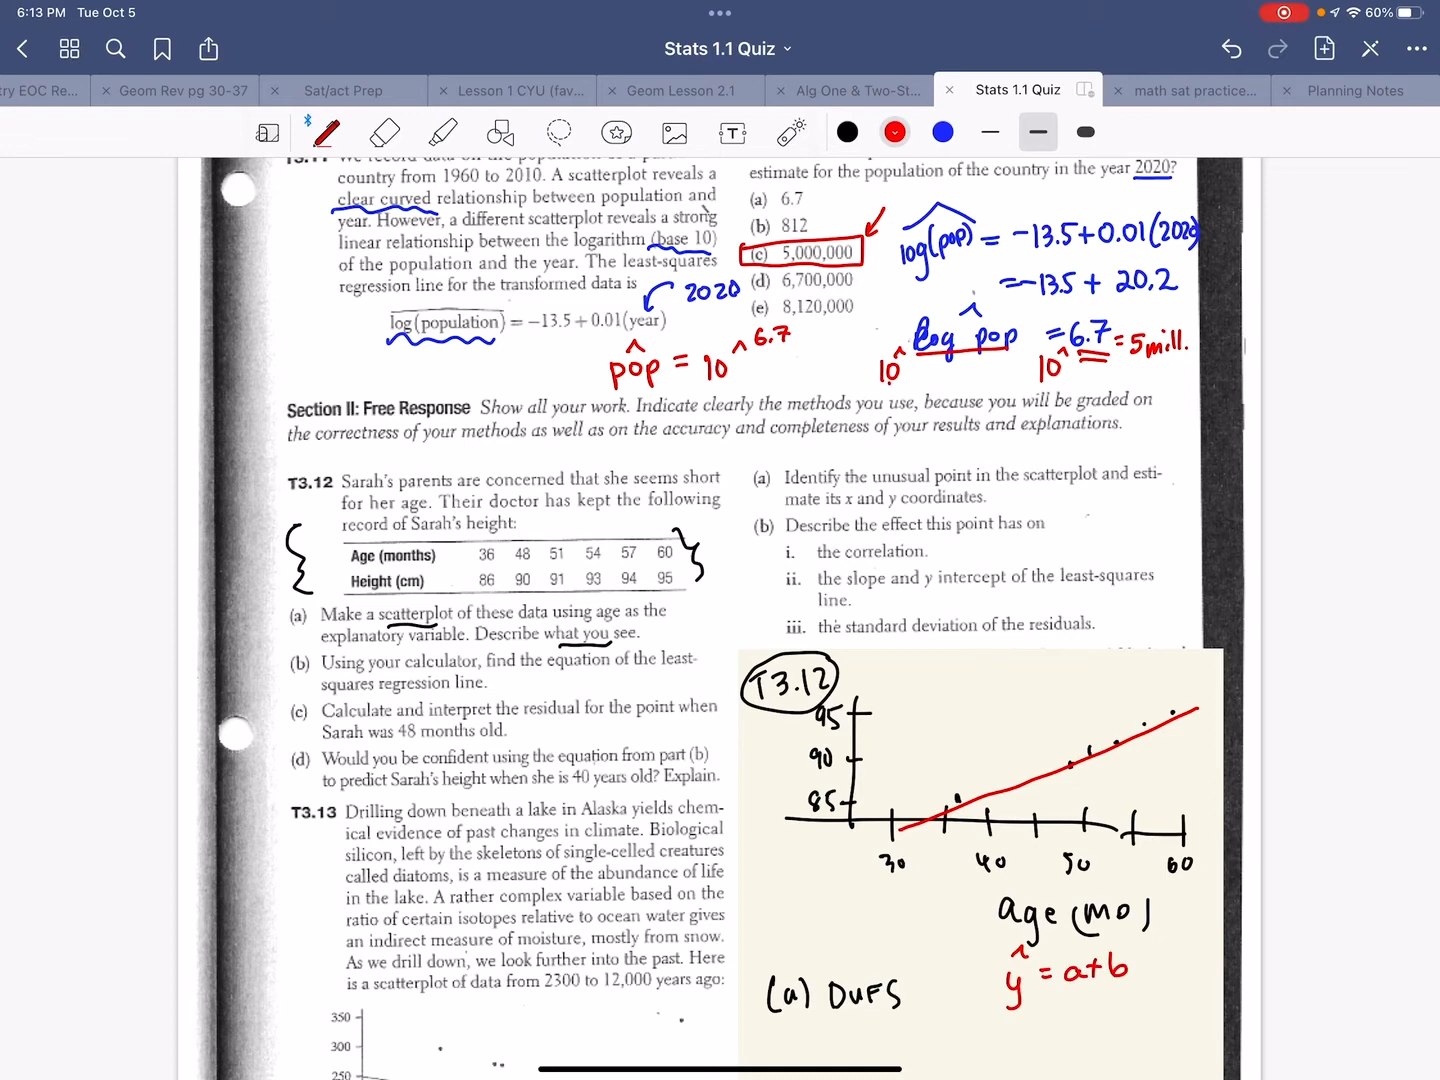 6:13 PM Tue Oct 5
60%
Stats 1.1 Quiz
try EOC Re...
Geom Rev pg 30-37
Sat/act Prep
Lesson 1 CYU (fav...
Geom Lesson 2.1
Alg One & Two-St...
Stats 1.1 Quiz
math sat practice...
Planning Notes
country from 1960 to 2010. A scatterplot reveals a
clear curved relationship between population and
year. However, a different scatterplot reveals a strong
linear relationship between the logarithm (base 10)
of the population and the year. The least-squares
regression line for the transformed data is
2020
log(population) = −13.5 + 0.01(year)
pop = 10 ^ 6.7
estimate for the population of the country in the year 2020?
(a) 6.7
(b) 812
(c) 5,000,000
(d) 6,700,000
(e) 8,120,000
log(pop) = -13.5+0.01(2020)
= -13.5 + 20.2
log pop = 6.7 = 5 mill.
10^ 10^
Section II: Free Response Show all your work. Indicate clearly the methods you use, because you will be graded on
the correctness of your methods as well as on the accuracy and completeness of your results and explanations.
T3.12 Sarah's parents are concerned that she seems short
for her age. Their doctor has kept the following
record of Sarah's height:
Age (months) 36 48 51 54 57 60
Height (cm) 86 90 91 93 94 95
(a) Make a scatterplot of these data using age as the
explanatory variable. Describe what you see.
(b) Using your calculator, find the equation of the least-
squares regression line.
(c) Calculate and interpret the residual for the point when
Sarah was 48 months old.
(d) Would you be confident using the equation from part (b)
to predict Sarah's height when she is 40 years old? Explain.
T3.13 Drilling down beneath a lake in Alaska yields chem-
ical evidence of past changes in climate. Biological
silicon, left by the skeletons of single-celled creatures
called diatoms, is a measure of the abundance of life
in the lake. A rather complex variable based on the
ratio of certain isotopes relative to ocean water gives
an indirect measure of moisture, mostly from snow.
As we drill down, we look further into the past. Here
is a scatterplot of data from 2300 to 12,000 years ago:
350
300
250
(a) Identify the unusual point in the scatterplot and esti-
mate its x and y coordinates.
(b) Describe the effect this point has on
i. the correlation.
ii. the slope and y intercept of the least-squares
line.
iii. the standard deviation of the residuals.
T3.12
95
90
85
30 40 50 60
age (mo)
ŷ = a+b
(a) DUFS